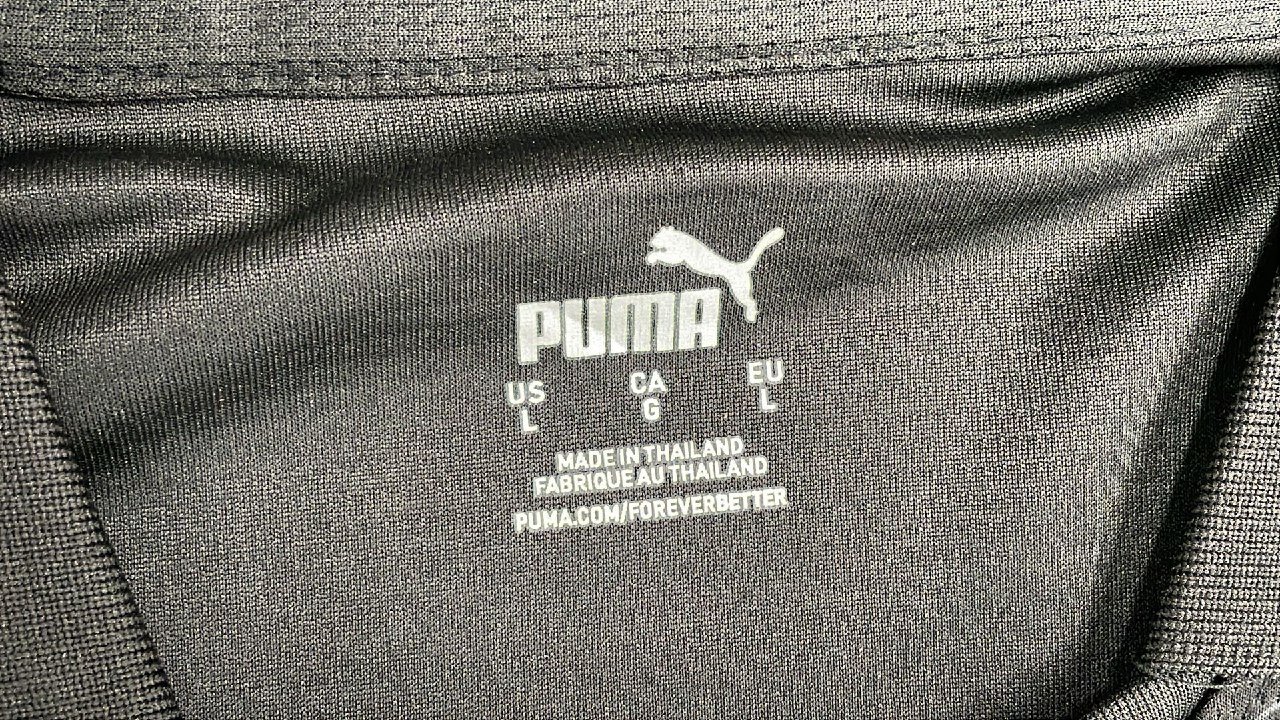 PUMA
US CA EU
L G L
MADE IN THAILAND
FABRIQUE AU THAILAND
PUMA.COM/FOREVERBETTER